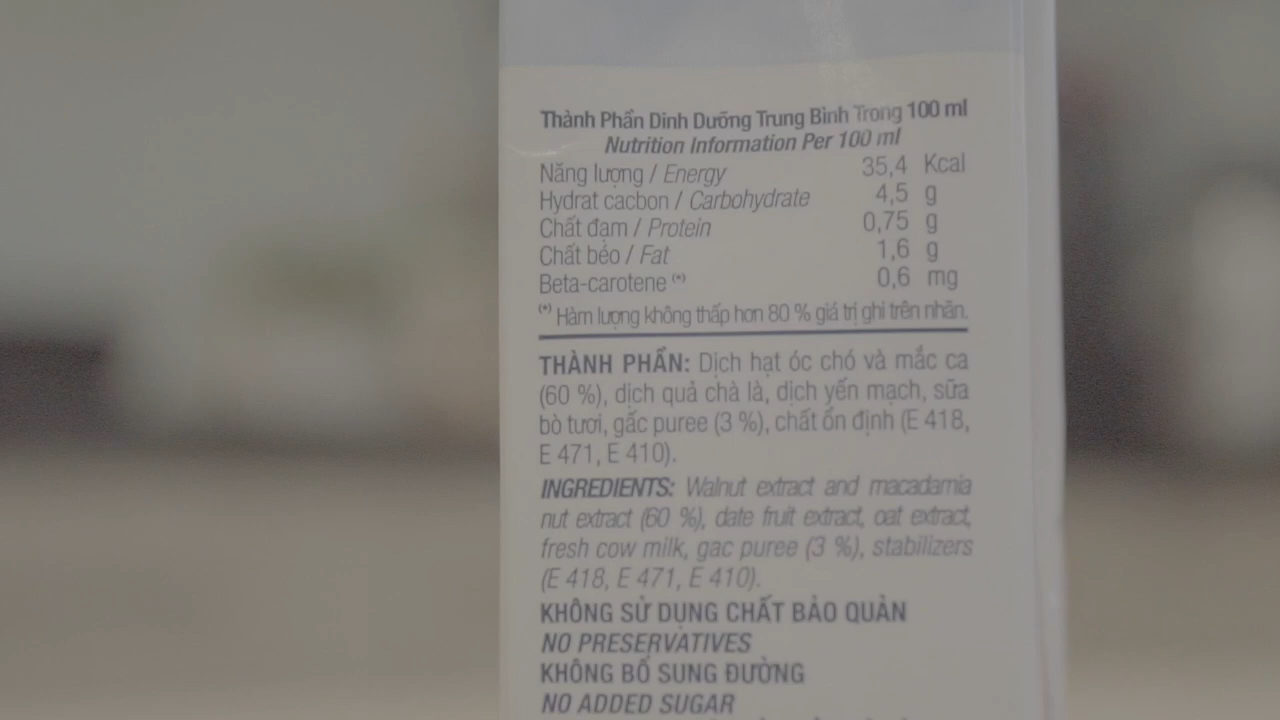 Thành Phần Dinh Dưỡng Trung Bình Trong 100 ml
Nutrition Information Per 100 ml
Năng lượng / Energy 35,4 Kcal
Hydrat cacbon / Carbohydrate 4,5 g
Chất đạm / Protein 0,75 g
Chất béo / Fat 1,6 g
Beta-carotene (*) 0,6 mg
(*) Hàm lượng không thấp hơn 80 % giá trị ghi trên nhãn.
THÀNH PHẦN: Dịch hạt óc chó và mắc ca
(60 %), dịch quả chà là, dịch yến mạch, sữa
bò tươi, gấc puree (3 %), chất ổn định (E 418,
E 471, E 410).
INGREDIENTS: Walnut extract and macadamia
nut extract (60 %), date fruit extract, oat extract,
fresh cow milk, gac puree (3 %), stabilizers
(E 418, E 471, E 410).
KHÔNG SỬ DỤNG CHẤT BẢO QUẢN
NO PRESERVATIVES
KHÔNG BỔ SUNG ĐƯỜNG
NO ADDED SUGAR